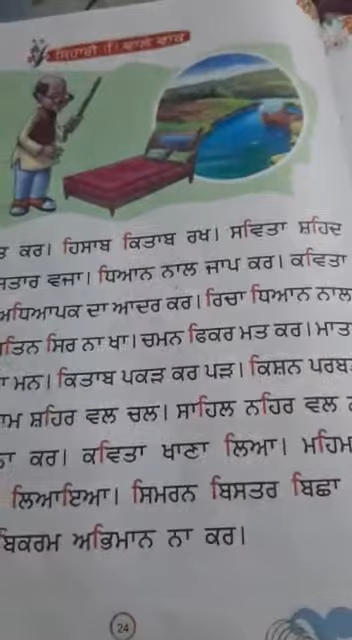 ਸਿਹਾਰੀ (ਿ) ਵਾਲੇ ਵਾਕ
ਕਰ। ਹਿਸਾਬ ਕਿਤਾਬ ਰਖ। ਸਵਿਤਾ ਸ਼ਹਿਦ
ਵਜਾ। ਧਿਆਨ ਨਾਲ ਜਾਪ ਕਰ। ਕਵਿਤਾ
ਅਧਿਆਪਕ ਦਾ ਆਦਰ ਕਰ। ਰਿਚਾ ਧਿਆਨ ਨਾਲ
ਸਿਰ ਨਾ ਖਾ। ਚਮਨ ਫਿਕਰ ਮਤ ਕਰ। ਮਾਤ
ਮਨ। ਕਿਤਾਬ ਪਕੜ ਕਰ ਪੜ। ਕਿਸ਼ਨ ਪਰਬ
ਸ਼ਹਿਰ ਵਲ ਚਲ। ਸਾਹਿਲ ਨਹਿਰ ਵਲ
ਕਰ। ਕਵਿਤਾ ਖਾਣਾ ਲਿਆ। ਮਹਿਮ
ਲਿਆਇਆ। ਸਿਮਰਨ ਬਿਸਤਰ ਬਿਛਾ
ਬਿਕਰਮ ਅਭਿਮਾਨ ਨਾ ਕਰ।
24